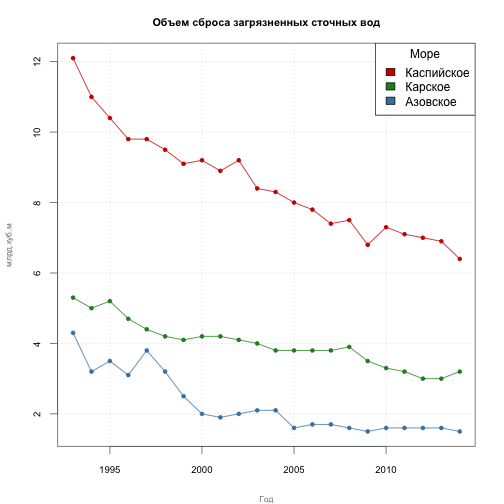 Объем сброса загрязненных сточных вод
Море
Каспийское
Карское
Азовское
12
10
8
6
4
2
млрд.куб.м
1995
2000
2005
2010
Год